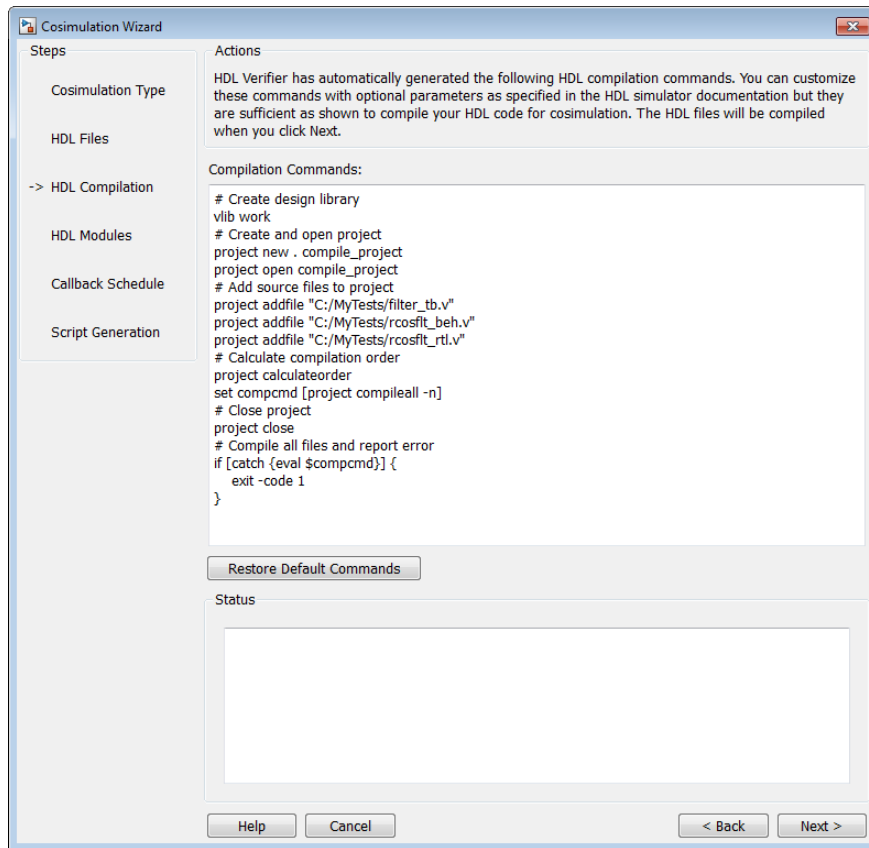 Cosimulation Wizard
Steps
Cosimulation Type
HDL Files
-> HDL Compilation
HDL Modules
Callback Schedule
Script Generation
Actions
HDL Verifier has automatically generated the following HDL compilation commands. You can customize
these commands with optional parameters as specified in the HDL simulator documentation but they
are sufficient as shown to compile your HDL code for cosimulation. The HDL files will be compiled
when you click Next.
Compilation Commands:
# Create design library
vlib work
# Create and open project
project new . compile_project
project open compile_project
# Add source files to project
project addfile "C:/MyTests/filter_tb.v"
project addfile "C:/MyTests/rcosflt_beh.v"
project addfile "C:/MyTests/rcosflt_rtl.v"
# Calculate compilation order
project calculateorder
set compcmd [project compileall -n]
# Close project
project close
# Compile all files and report error
if [catch {eval $compcmd}] {
    exit -code 1
}
Restore Default Commands
Status
Help
Cancel
< Back
Next >